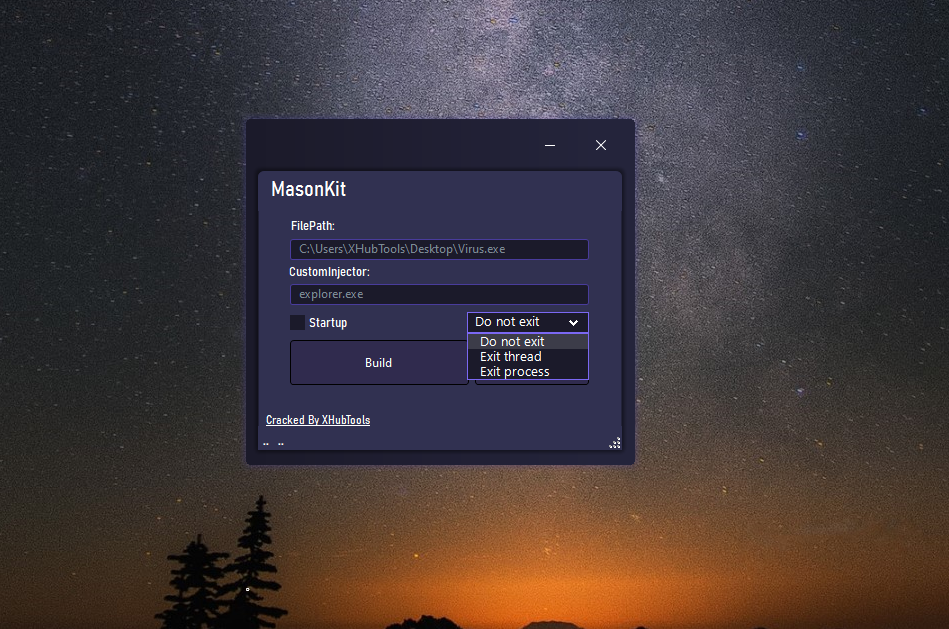 MasonKit
FilePath:
C:\Users\XHubTools\Desktop\Virus.exe
CustomInjector:
explorer.exe
Startup
Do not exit
Do not exit
Exit thread
Exit process
Build
Cracked By XHubTools